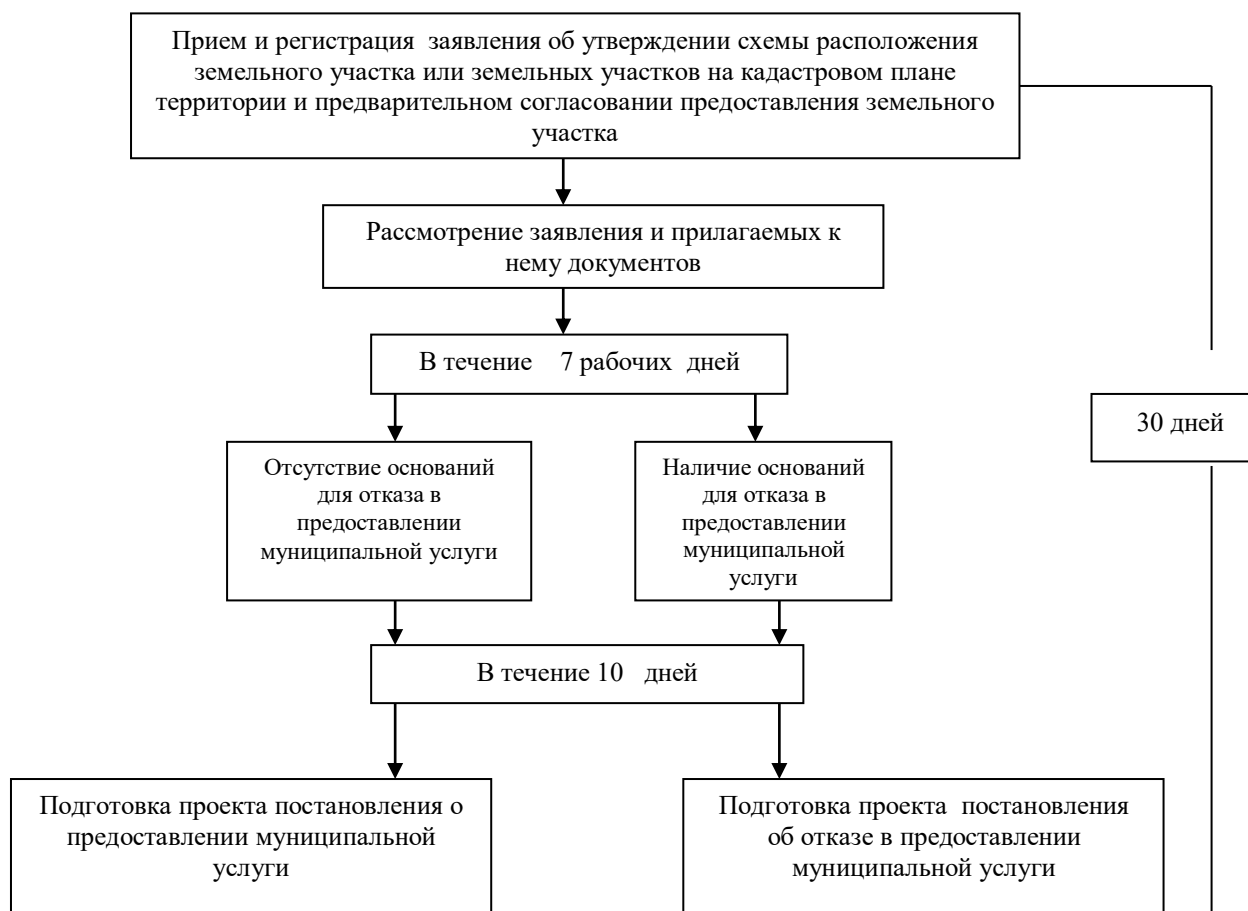 Прием и регистрация заявления об утверждении схемы расположения
земельного участка или земельных участков на кадастровом плане
территории и предварительном согласовании предоставления земельного
участка
Рассмотрение заявления и прилагаемых к
нему документов
В течение 7 рабочих дней
30 дней
Отсутствие оснований
для отказа в
предоставлении
муниципальной услуги
Наличие оснований
для отказа в
предоставлении
муниципальной
услуги
В течение 10 дней
Подготовка проекта постановления о
предоставлении муниципальной
услуги
Подготовка проекта постановления
об отказе в предоставлении
муниципальной услуги